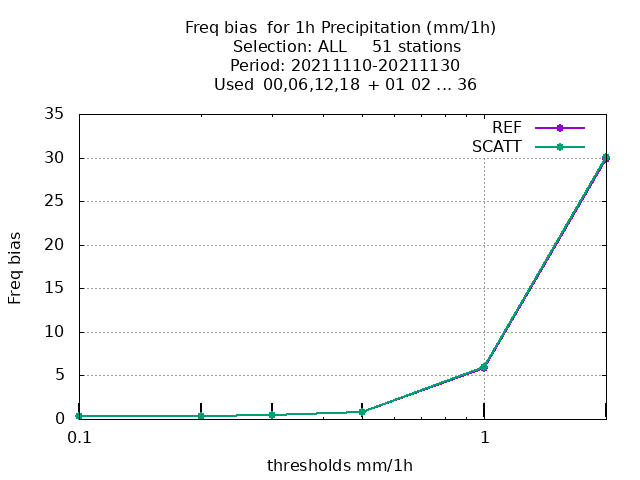 Freq bias  for 1h Precipitation (mm/1h)
Selection: ALL     51 stations
Period: 20211110-20211130
Used  00,06,12,18  + 01 02 ... 36
35
30
25
20
15
10
5
0
Freq bias
REF
SCATT
0.1
1
thresholds mm/1h